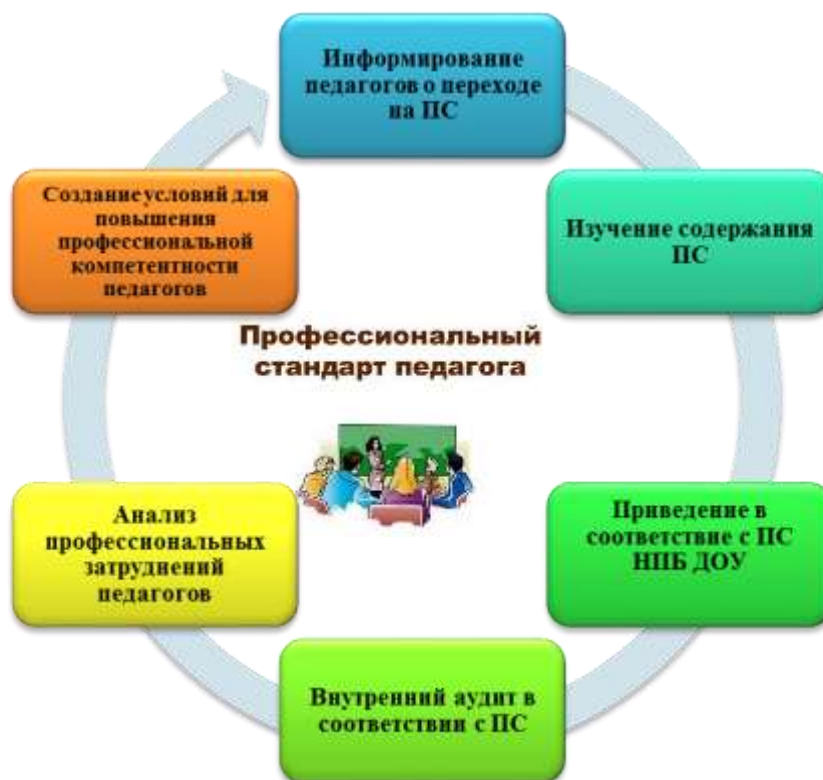 Информирование
педагогов о переходе
на ПС
Изучение содержания
ПС
Приведение в
соответствие с ПС
НПБ ДОУ
Внутренний аудит в
соответствии с ПС
Анализ
профессиональных
затруднений
педагогов
Создание условий для
повышения
профессиональной
компетентности
педагогов
Профессиональный
стандарт педагога